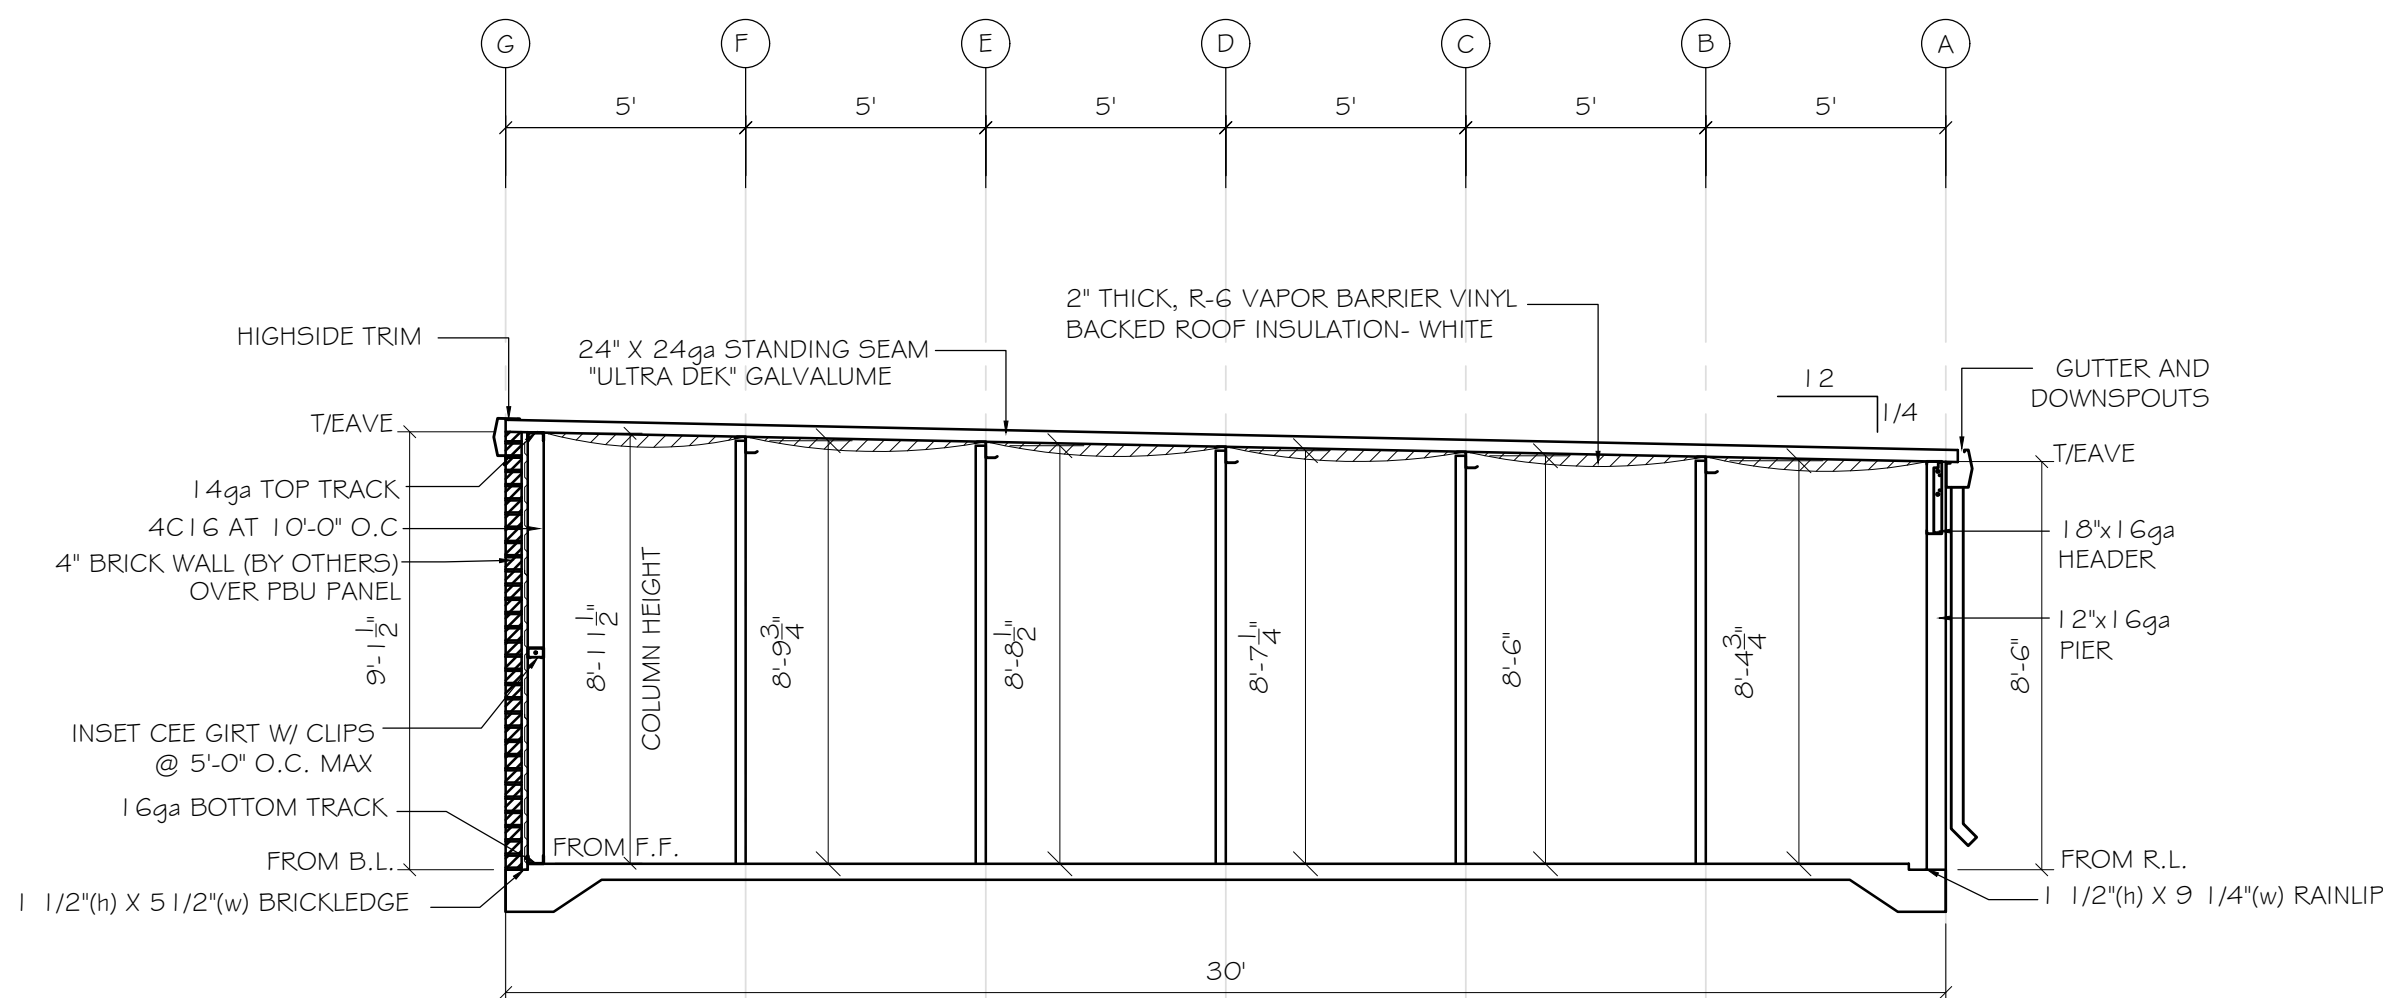 G F E D C B A
5' 5' 5' 5' 5' 5'
2" THICK, R-6 VAPOR BARRIER VINYL
BACKED ROOF INSULATION- WHITE
HIGHSIDE TRIM
24" X 24ga STANDING SEAM
"ULTRA DEK" GALVALUME
12
1/4
GUTTER AND
DOWNSPOUTS
T/EAVE
T/EAVE
14ga TOP TRACK
4C16 AT 10'-0" O.C
4" BRICK WALL (BY OTHERS)
OVER PBU PANEL
18"x16ga
HEADER
12"x16ga
PIER
9'-1 1/2"
8'-11 1/2"
COLUMN HEIGHT
8'-9 3/4"
8'-8 1/2"
8'-7 1/4"
8'-6"
8'-4 3/4"
8'-6"
INSET CEE GIRT W/ CLIPS
@ 5'-0" O.C. MAX
16ga BOTTOM TRACK
FROM F.F.
FROM B.L.
FROM R.L.
1 1/2"(h) X 5 1/2"(w) BRICKLEDGE
1 1/2"(h) X 9 1/4"(w) RAINLIP
30'